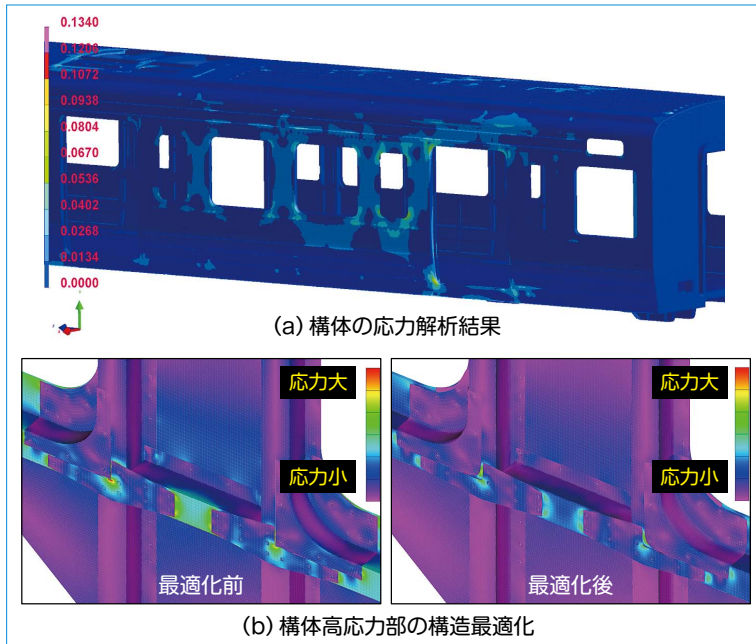 0.1340
0.1206
0.1072
0.0938
0.0804
0.0670
0.0536
0.0402
0.0268
0.0134
0.0000
(a) 構体の応力解析結果
応力大
応力小
最適化前
応力大
応力小
最適化後
(b) 構体高応力部の構造最適化